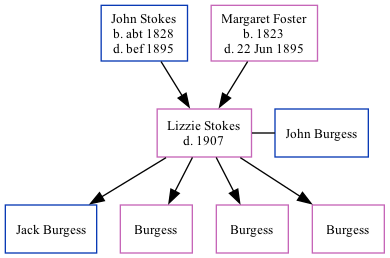 John Stokes
b. abt 1828
d. bef 1895
Margaret Foster
b. 1823
d. 22 Jun 1895
Lizzie Stokes
d. 1907
John Burgess
Jack Burgess
Burgess
Burgess
Burgess